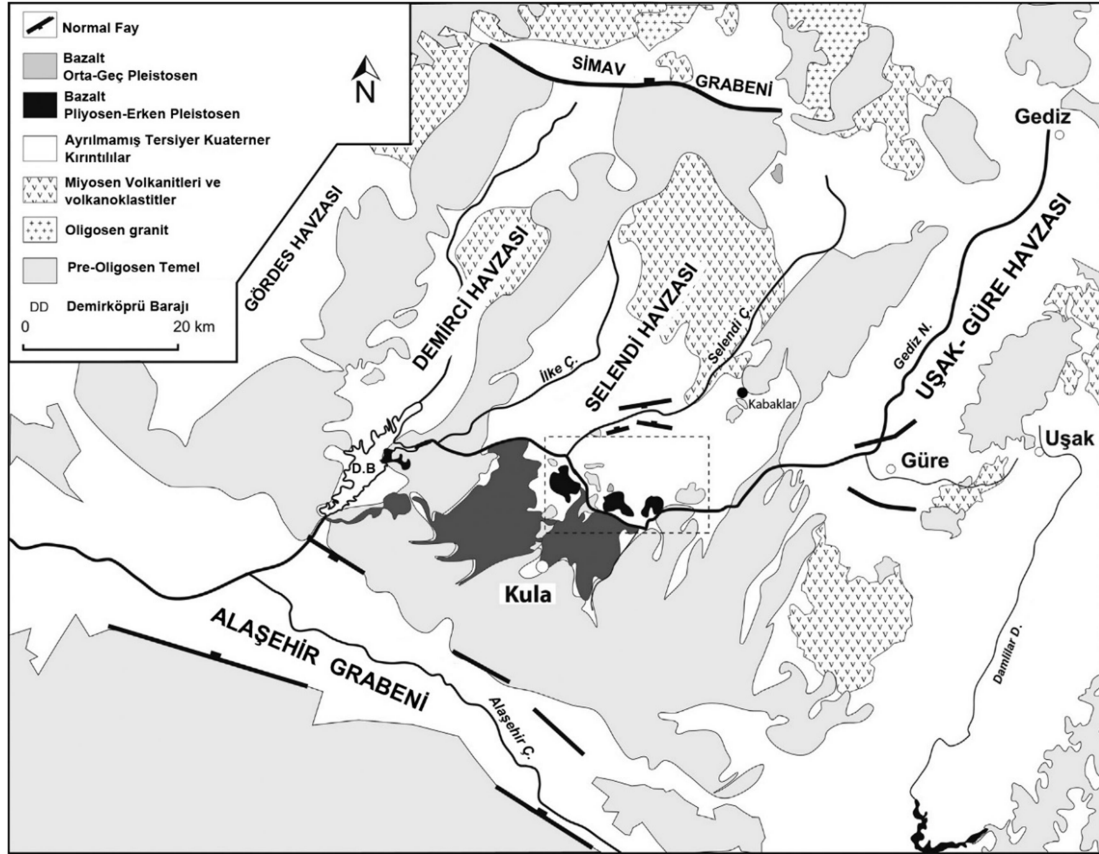 Normal Fay
Bazalt
Orta-Geç Pleistosen
Bazalt
Pliyosen-Erken Pleistosen
Ayrılmamış Tersiyer Kuaterner
Kırıntılılar
Miyosen Volkanitleri ve
volkanoklastitler
Oligosen granit
Pre-Oligosen Temel
DD Demirköprü Barajı
0 20 km
N
SİMAV GRABENİ
Gediz
GÖRDES HAVZASI
DEMİRCİ HAVZASI
SELENDİ HAVZASI
UŞAK- GÜRE HAVZASI
İlke Ç.
Selendi Ç.
Gediz N.
Kabaklar
Uşak
Güre
D.B
Kula
ALAŞEHİR GRABENİ
Alaşehir Ç.
Damlilar D.